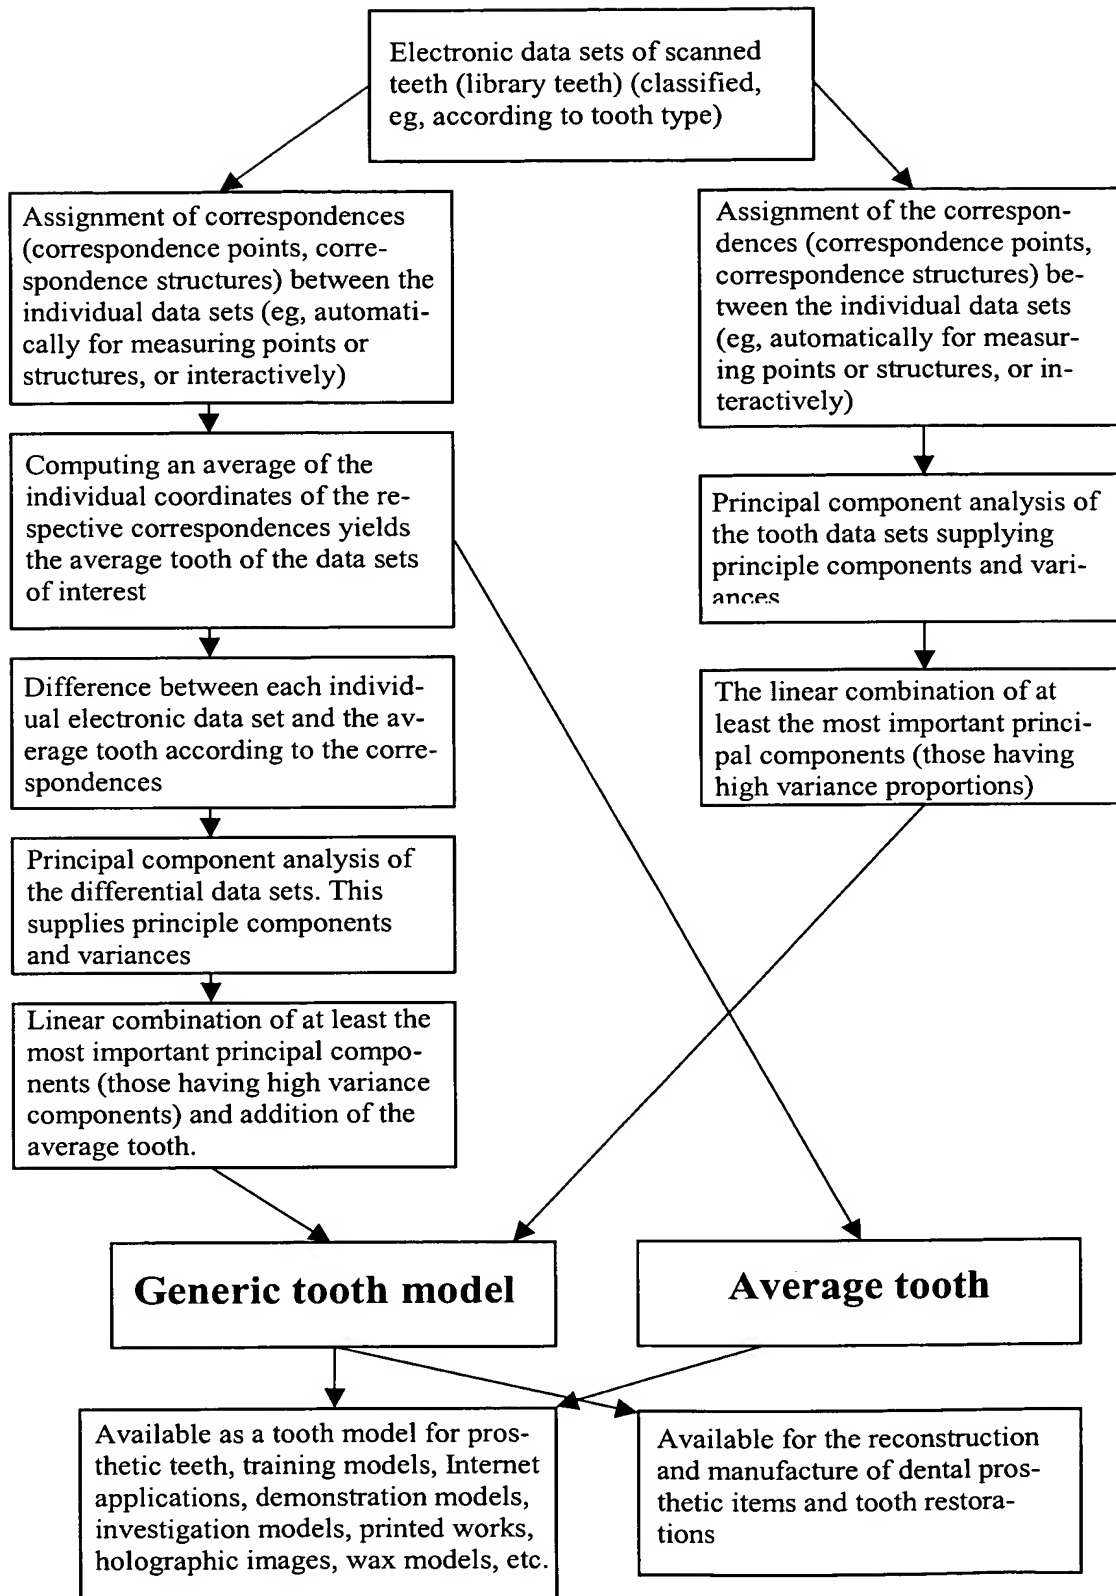 Electronic data sets of scanned
teeth (library teeth) (classified,
eg, according to tooth type)
Assignment of correspondences
(correspondence points, corre-
spondence structures) between the
individual data sets (eg, automati-
cally for measuring points or
structures, or interactively)
Assignment of the correspon-
dences (correspondence points,
correspondence structures) be-
tween the individual data sets
(eg, automatically for measur-
ing points or structures, or in-
teractively)
Computing an average of the
individual coordinates of the re-
spective correspondences yields
the average tooth of the data sets
of interest
Principal component analysis of
the tooth data sets supplying
principle components and vari-
ances
Difference between each individ-
ual electronic data set and the av-
erage tooth according to the corre-
spondences
The linear combination of at
least the most important princi-
pal components (those having
high variance proportions)
Principal component analysis of
the differential data sets. This
supplies principle components
and variances
Linear combination of at least the
most important principal compo-
nents (those having high variance
components) and addition of the
average tooth.
Generic tooth model
Average tooth
Available as a tooth model for pros-
thetic teeth, training models, Internet
applications, demonstration models,
investigation models, printed works,
holographic images, wax models, etc.
Available for the reconstruction
and manufacture of dental pros-
thetic items and tooth restora-
tions